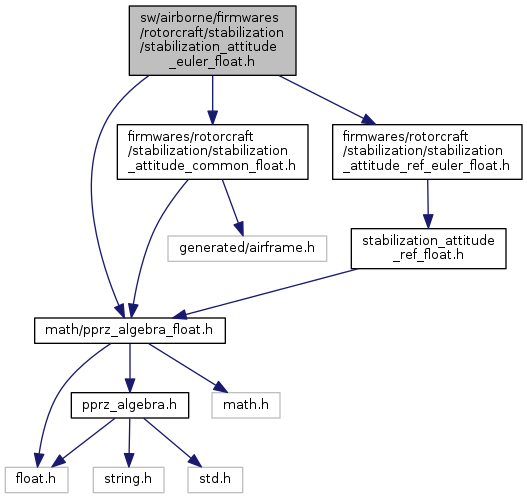 sw/airborne/firmwares
/rotorcraft/stabilization
/stabilization_attitude
_euler_float.h
firmwares/rotorcraft
/stabilization/stabilization
_attitude_common_float.h
firmwares/rotorcraft
/stabilization/stabilization
_attitude_ref_euler_float.h
generated/airframe.h
stabilization_attitude
_ref_float.h
math/pprz_algebra_float.h
pprz_algebra.h
math.h
float.h
string.h
std.h